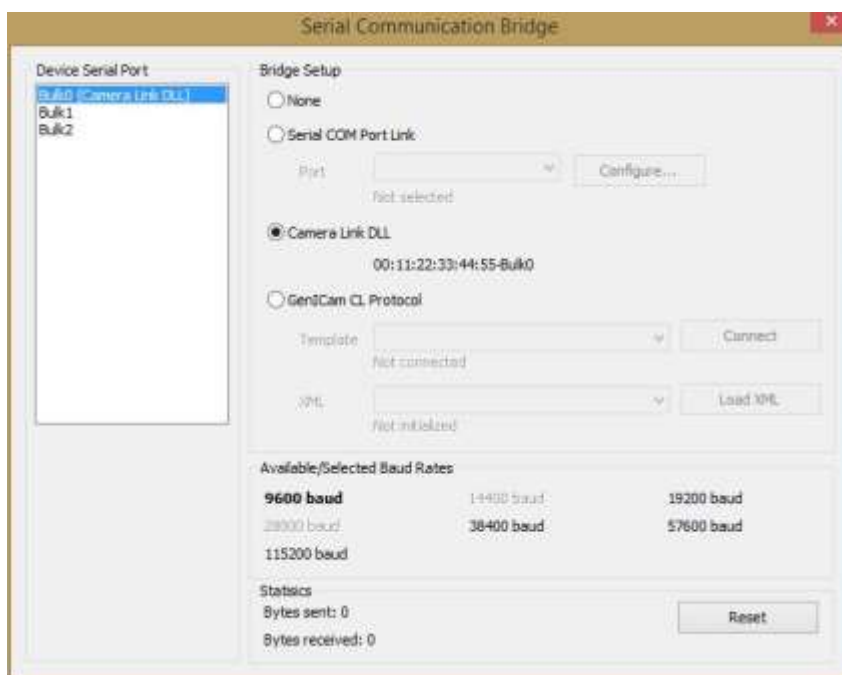 Serial Communication Bridge
Device Serial Port
Bulk0 [Camera Link DLL]
Bulk1
Bulk2
Bridge Setup
None
Serial COM Port Link
Port
Configure...
Not selected
Camera Link DLL
00:11:22:33:44:55-Bulk0
GenICam CL Protocol
Template
Connect
Not connected
XML
Load XML
Not initialized
Available/Selected Baud Rates
9600 baud 14400 baud 19200 baud
28800 baud 38400 baud 57600 baud
115200 baud
Statisics
Bytes sent: 0
Reset
Bytes received: 0